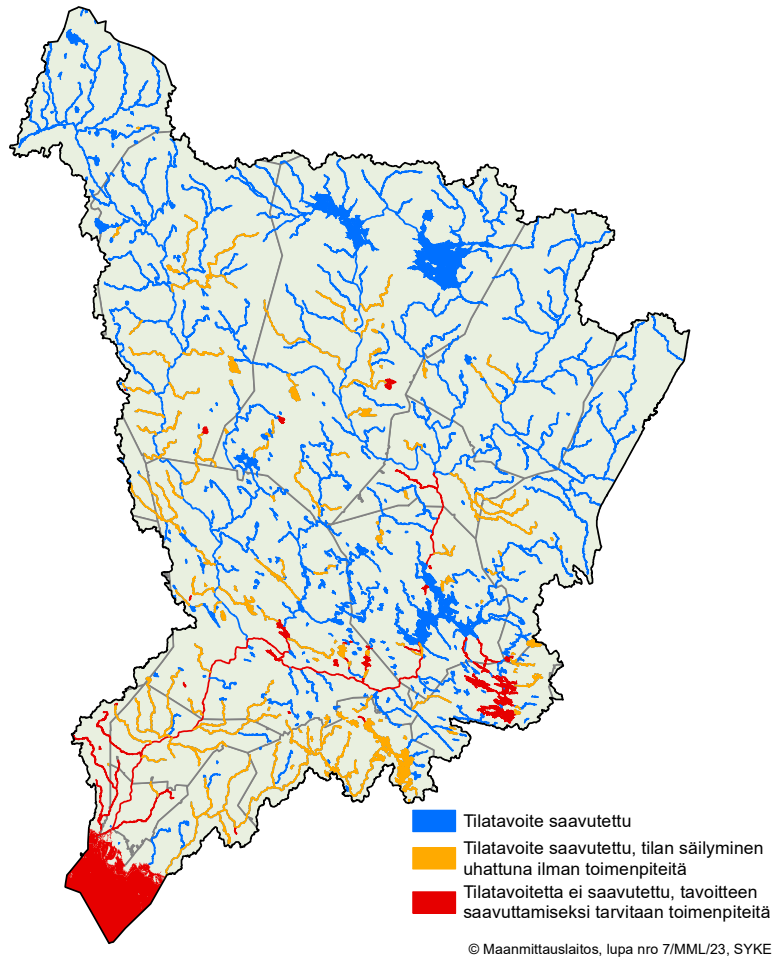 Tilatavoite saavutettu
Tilatavoite saavutettu, tilan säilyminen
uhattuna ilman toimenpiteitä
Tilatavoitetta ei saavutettu, tavoitteen
saavuttamiseksi tarvitaan toimenpiteitä
© Maanmittauslaitos, lupa nro 7/MML/23, SYKE